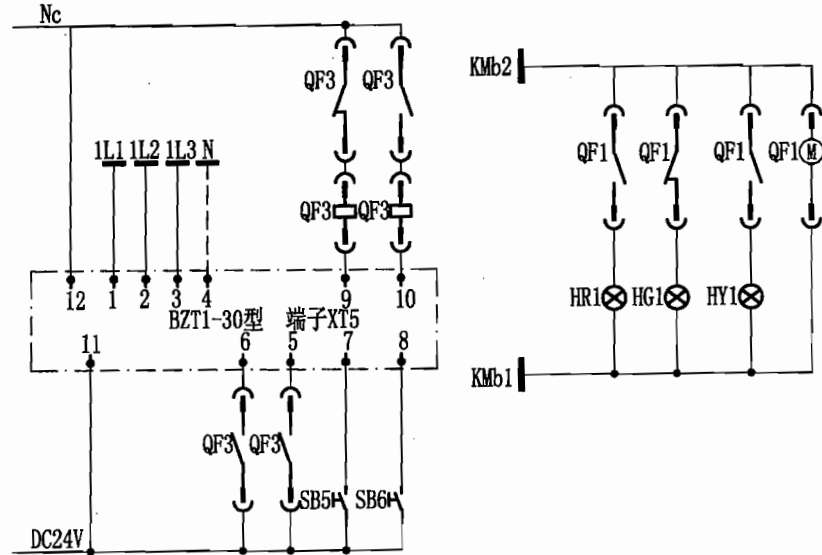 Nc
QF3 QF3
KMb2
1L1 1L2 1L3 N
QF1 QF1 QF1 QF1 M
QF3 QF3
12 1 2 3 4 9 10
HR1 HG1 HY1
BZT1-30型 端子XT5
11 6 5 7 8
KMb1
QF3 QF3
SB5 SB6
DC24V